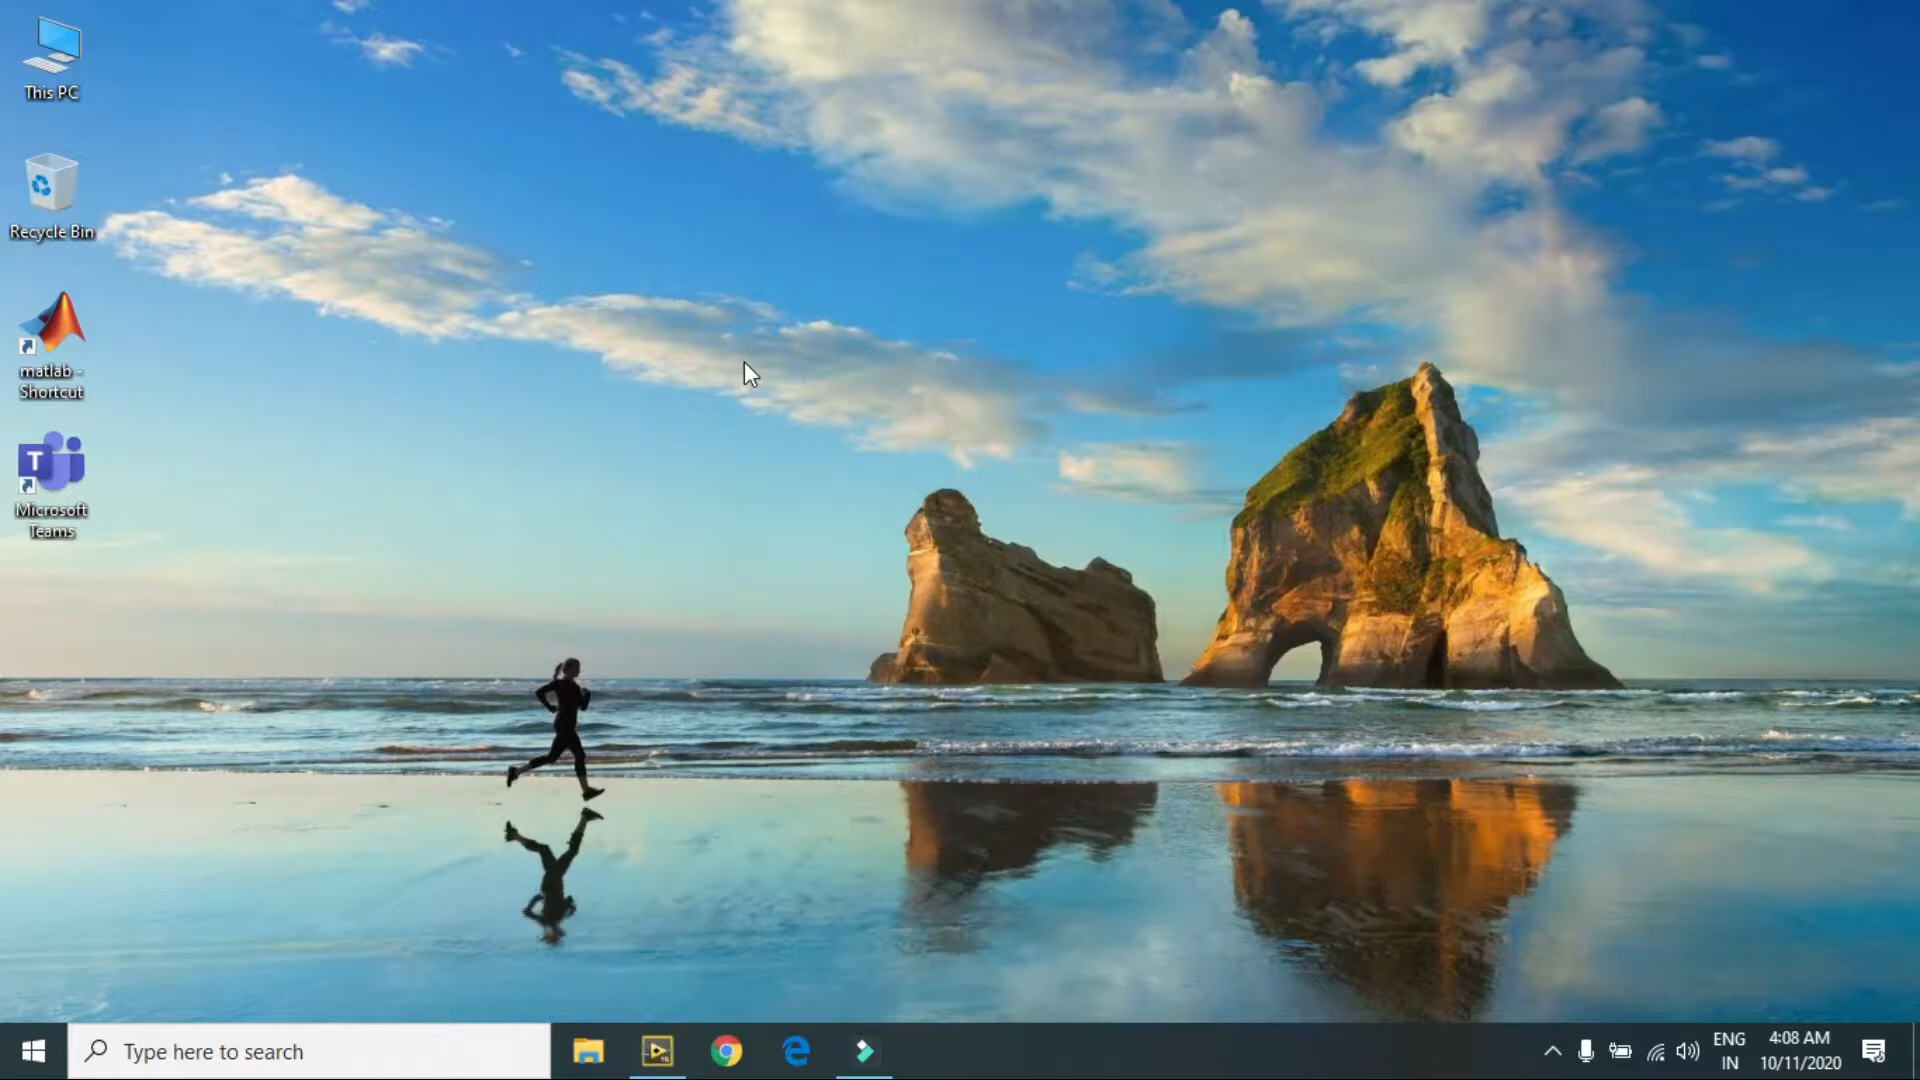 This PC
Recycle Bin
matlab -
Shortcut
T
Microsoft
Teams
Type here to search
ENG
IN
4:08 AM
10/11/2020